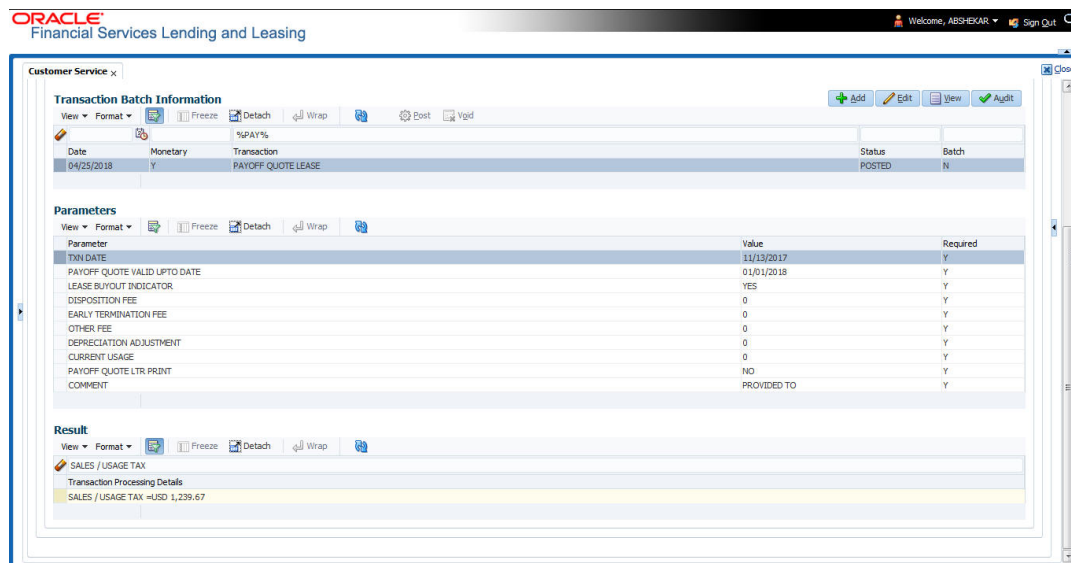 ORACLE®
Welcome, ABSHEKAR Sign Out
Financial Services Lending and Leasing
Customer Service x Close
Transaction Batch Information Add Edit View Audit
View Format Freeze Detach Wrap Post Void
%PAY%
Date Monetary Transaction Status Batch
04/25/2018 Y PAYOFF QUOTE LEASE POSTED N
Parameters
View Format Freeze Detach Wrap
Parameter Value Required
TXN DATE 11/13/2017 Y
PAYOFF QUOTE VALID UPTO DATE 01/01/2018 Y
LEASE BUYOUT INDICATOR YES Y
DISPOSITION FEE 0 Y
EARLY TERMINATION FEE 0 Y
OTHER FEE 0 Y
DEPRECIATION ADJUSTMENT 0 Y
CURRENT USAGE 0 Y
PAYOFF QUOTE LTR PRINT NO Y
COMMENT PROVIDED TO Y
Result
View Format Freeze Detach Wrap
SALES / USAGE TAX
Transaction Processing Details
SALES / USAGE TAX =USD 1,239.67